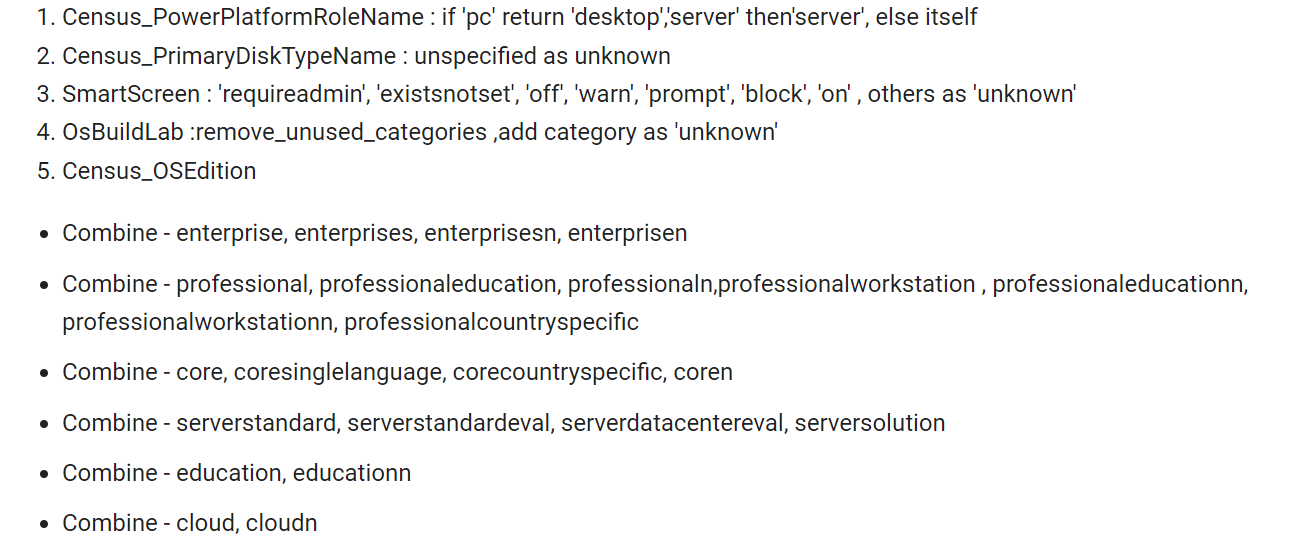 1. Census_PowerPlatformRoleName : if 'pc' return 'desktop','server' then'server', else itself
2. Census_PrimaryDiskTypeName : unspecified as unknown
3. SmartScreen : 'requireadmin', 'existsnotset', 'off', 'warn', 'prompt', 'block', 'on' , others as 'unknown'
4. OsBuildLab :remove_unused_categories ,add category as 'unknown'
5. Census_OSEdition
• Combine - enterprise, enterprises, enterprisesn, enterprisen
• Combine - professional, professionaleducation, professionaln,professionalworkstation , professionaleducationn,
professionalworkstationn, professionalcountryspecific
• Combine - core, coresinglelanguage, corecountryspecific, coren
• Combine - serverstandard, serverstandardeval, serverdatacentereval, serversolution
• Combine - education, educationn
• Combine - cloud, cloudn